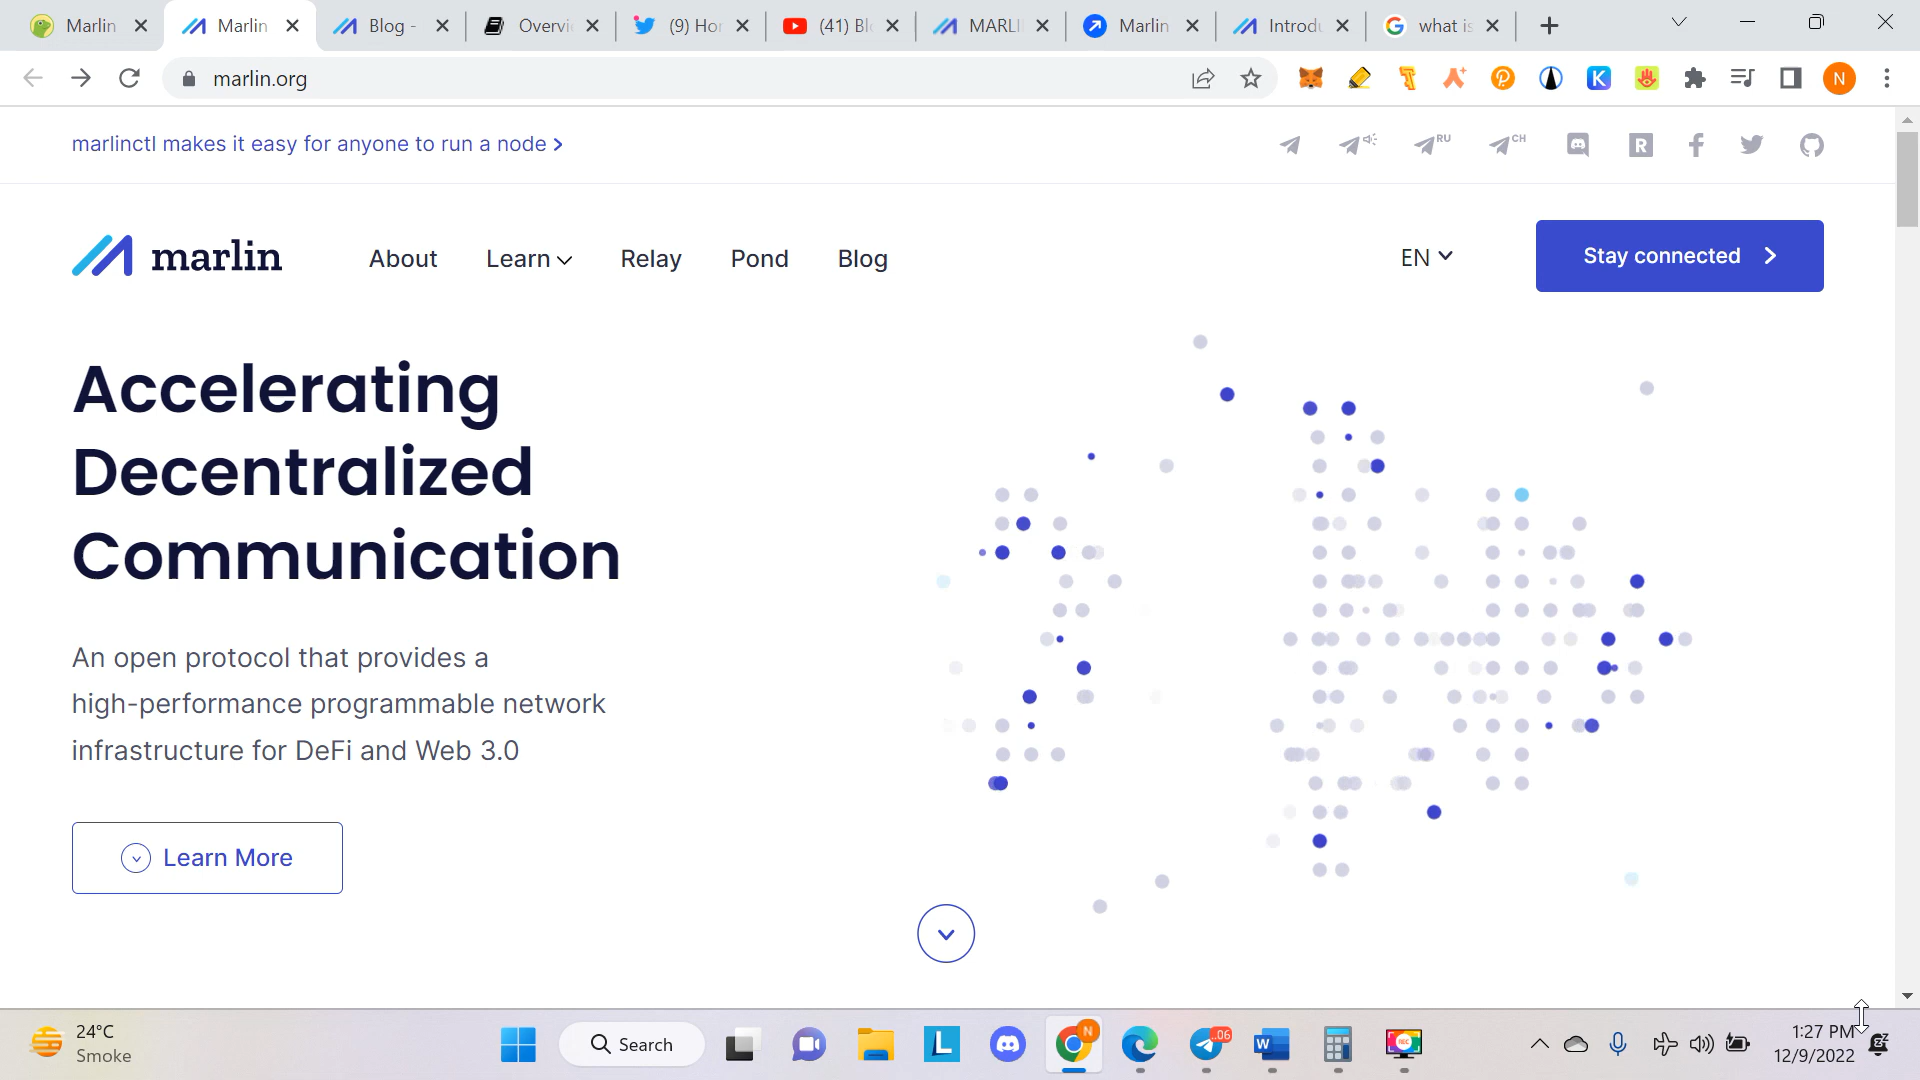 Marlin
Marlin
Blog -
Overvi
(9) Hor
(41) Bl
MARLI
Marlin
Introdu
what is
marlin.org
N
marlinctl makes it easy for anyone to run a node
RU
CH
R
marlin
About
Learn
Relay
Pond
Blog
EN
Stay connected
Accelerating
Decentralized
Communication
An open protocol that provides a
high-performance programmable network
infrastructure for DeFi and Web 3.0
Learn More
24°C
Smoke
Search
L
N
.06
W
REC
1:27 PM
12/9/2022